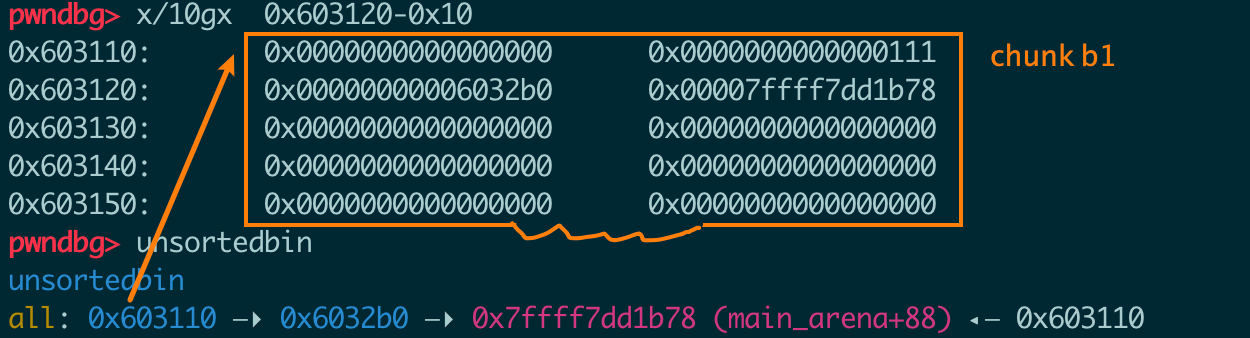 pwndbg> x/10gx 0x603120-0x10
0x603110: 0x0000000000000000 0x0000000000000111 chunk b1
0x603120: 0x00000000006032b0 0x00007ffff7dd1b78
0x603130: 0x0000000000000000 0x0000000000000000
0x603140: 0x0000000000000000 0x0000000000000000
0x603150: 0x0000000000000000 0x0000000000000000
pwndbg> unsortedbin
unsortedbin
all: 0x603110 —▸ 0x6032b0 —▸ 0x7ffff7dd1b78 (main_arena+88) ◂— 0x603110